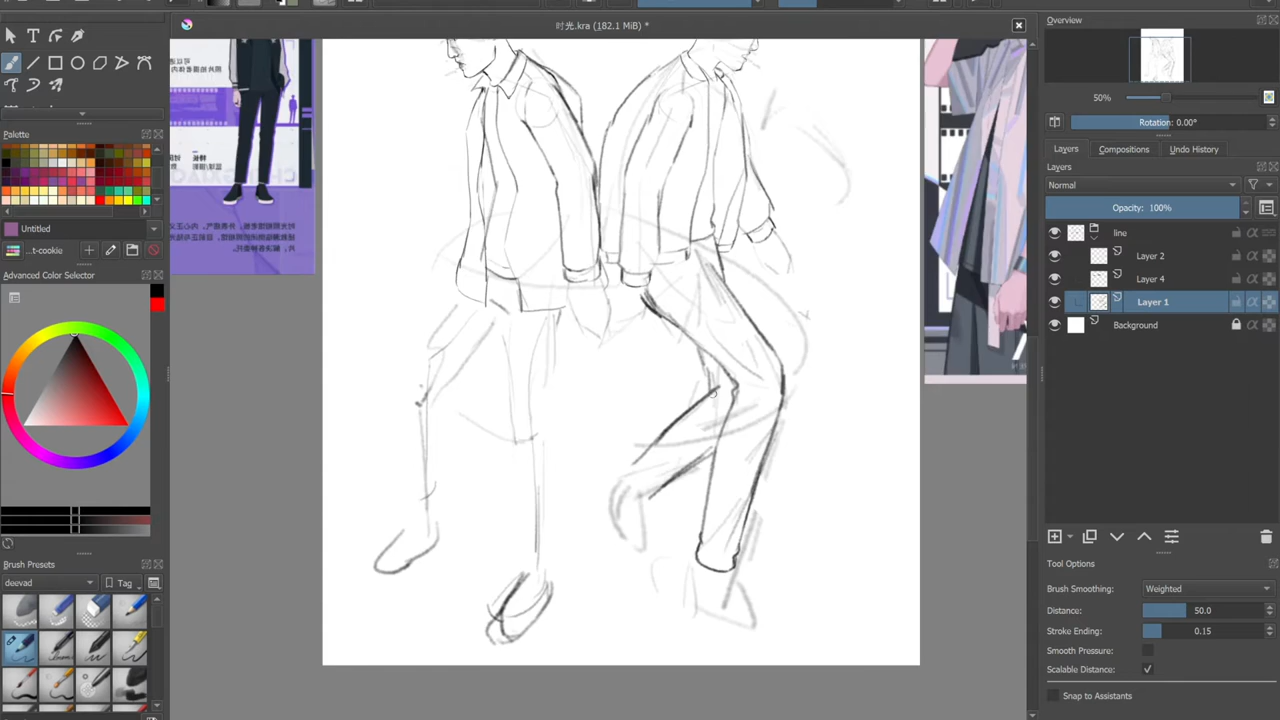 时光.kra (182.1 MiB) *
Overview
50%
Rotation: 0.00°
Layers
Compositions
Undo History
Layers
Normal
Opacity: 100%
line
Layer 2
Layer 4
Layer 1
Background
Tool Options
Brush Smoothing:
Weighted
Distance:
50.0
Stroke Ending:
0.15
Smooth Pressure:
Scalable Distance:
Snap to Assistants
Palette
Untitled
...t-cookie
Advanced Color Selector
Brush Presets
deevad
Tag